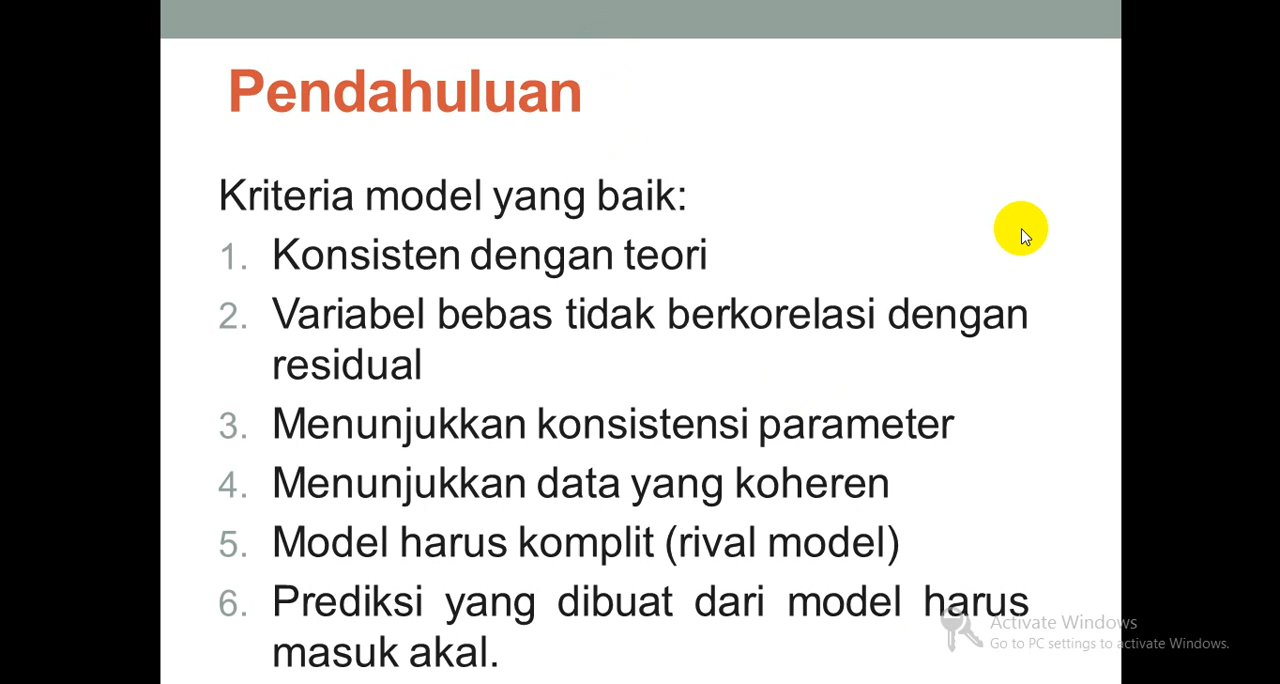 Pendahuluan
Kriteria model yang baik:
1. Konsisten dengan teori
2. Variabel bebas tidak berkorelasi dengan
residual
3. Menunjukkan konsistensi parameter
4. Menunjukkan data yang koheren
5. Model harus komplit (rival model)
6. Prediksi yang dibuat dari model harus
masuk akal.
Activate Windows
Go to PC settings to activate Windows.